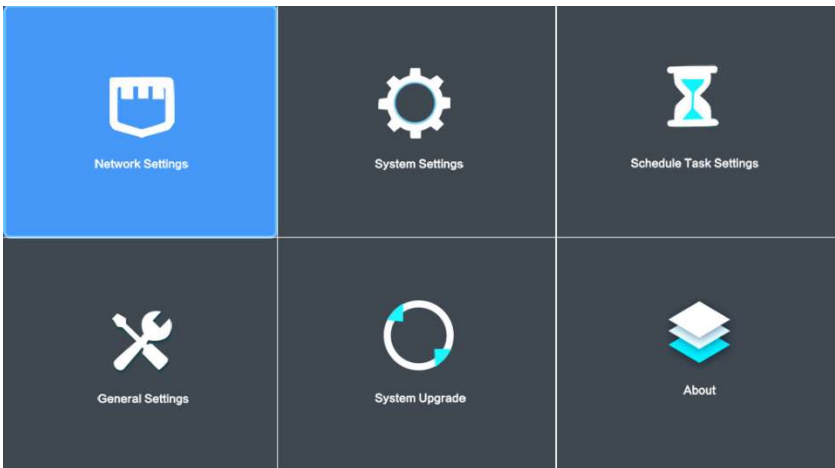 Network Settings
System Settings
Schedule Task Settings
General Settings
System Upgrade
About